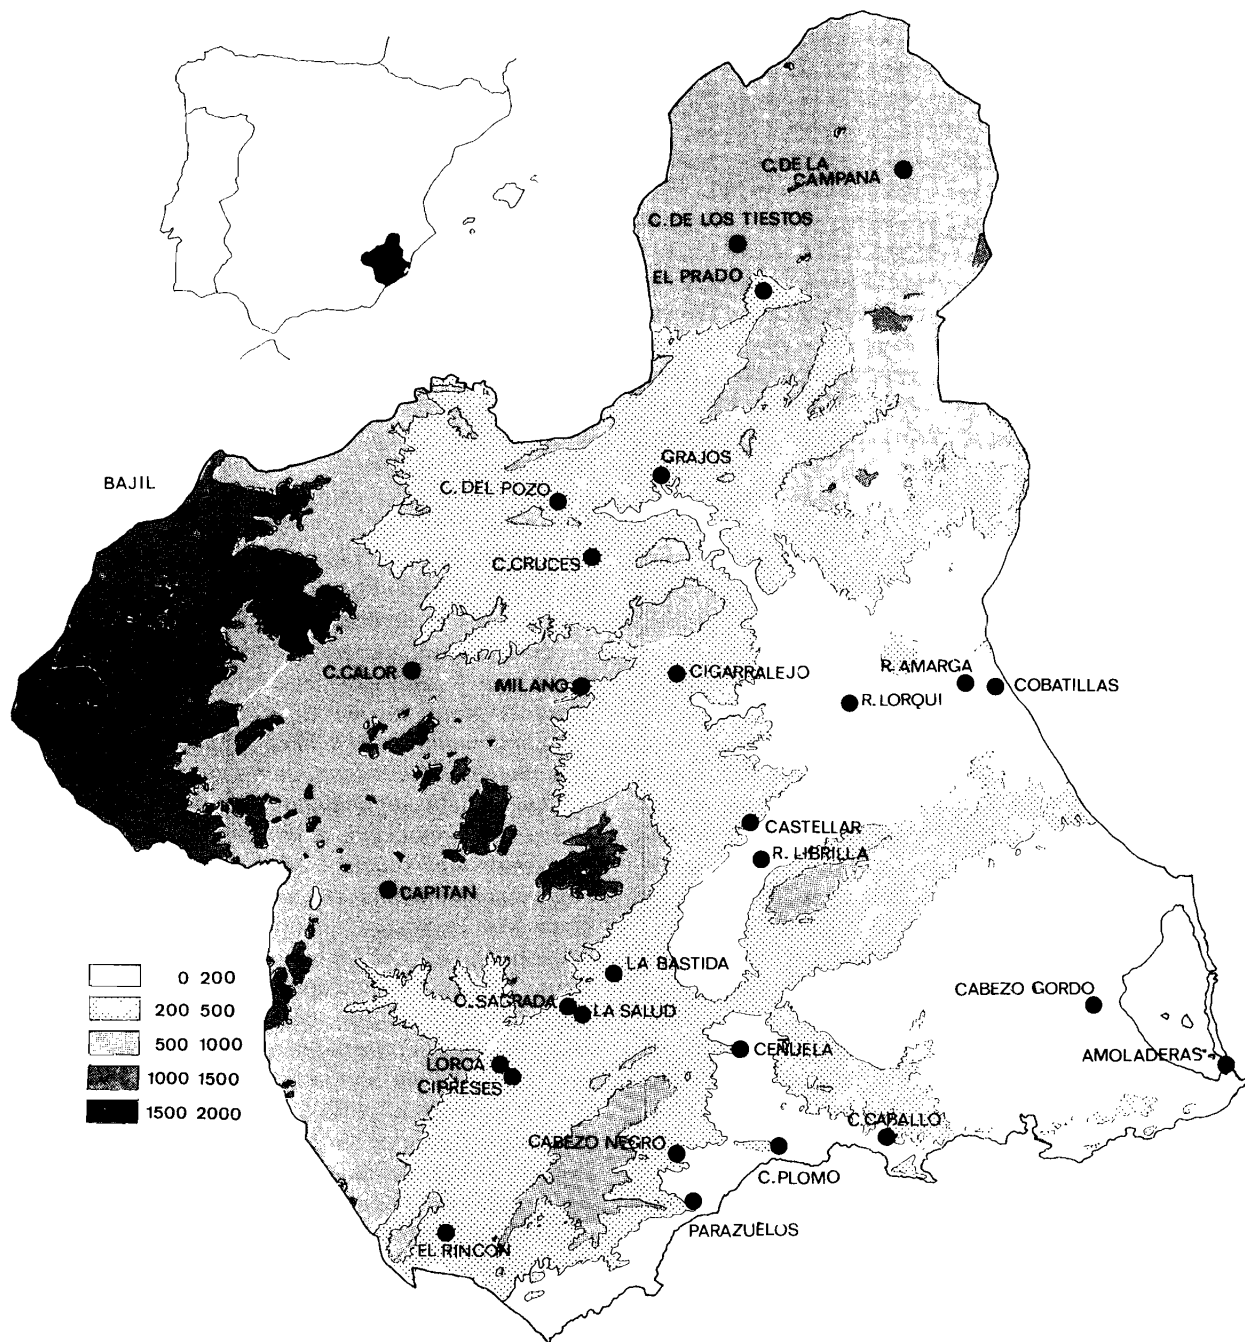 C. DE LA
CAMPANA
C. DE LOS TIESTOS
EL PRADO
GRAJOS
BAJIL
C. DEL POZO
C. CRUCES
C. CALOR
MILANO
CIGARRALEJO
R. AMARGA
COBATILLAS
R. LORQUI
CASTELLAR
R. LIBRILLA
CAPITAN
LA BASTIDA
0 200
200 500
500 1000
1000 1500
1500 2000
C. SAGRADA
LA SALUD
CABEZO GORDO
CEÑUELA
AMOLADERAS
LORCA
CIPRESES
C. CABALLO
CABEZO NEGRO
C. PLOMO
PARAZUELOS
EL RINCON